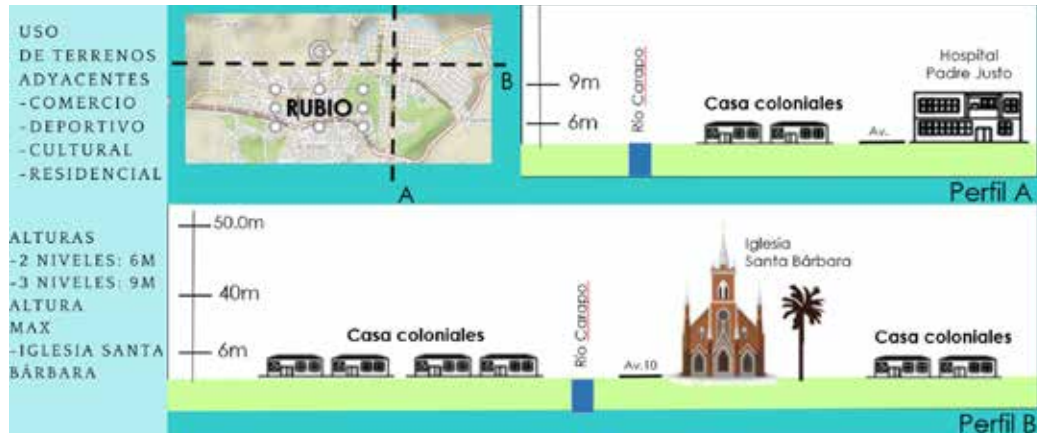 USO
DE TERRENOS
ADYACENTES
-COMERCIO
-DEPORTIVO
-CULTURAL
-RESIDENCIAL
RUBIO
B
A
9m
6m
Río Carapo
Casa coloniales
Av.
Hospital
Padre Justo
Perfil A
ALTURAS
-2 NIVELES: 6M
-3 NIVELES: 9M
ALTURA
MAX
-IGLESIA SANTA
BÁRBARA
50.0m
40m
6m
Casa coloniales
Río Carapo
Av.10
Iglesia
Santa Bárbara
Casa coloniales
Perfil B